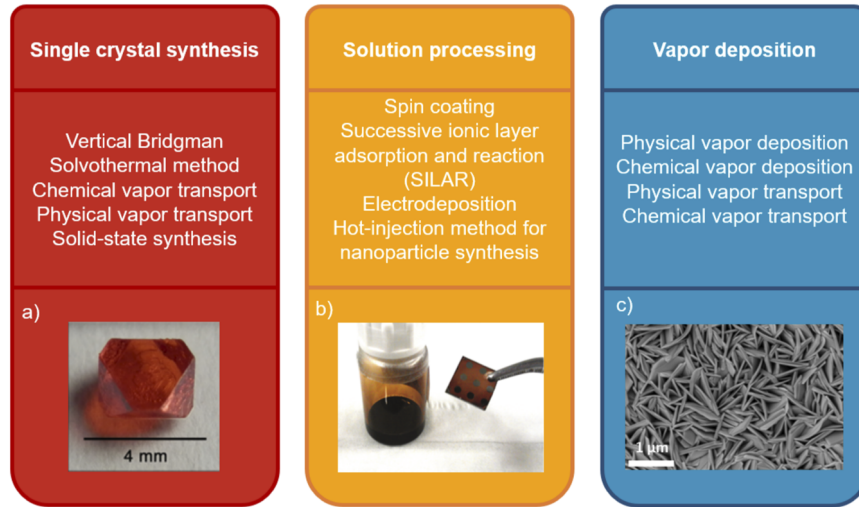 Single crystal synthesis
Vertical Bridgman
Solvothermal method
Chemical vapor transport
Physical vapor transport
Solid-state synthesis
a)
4 mm
Solution processing
Spin coating
Successive ionic layer
adsorption and reaction
(SILAR)
Electrodeposition
Hot-injection method for
nanoparticle synthesis
b)
Vapor deposition
Physical vapor deposition
Chemical vapor deposition
Physical vapor transport
Chemical vapor transport
c)
1 µm